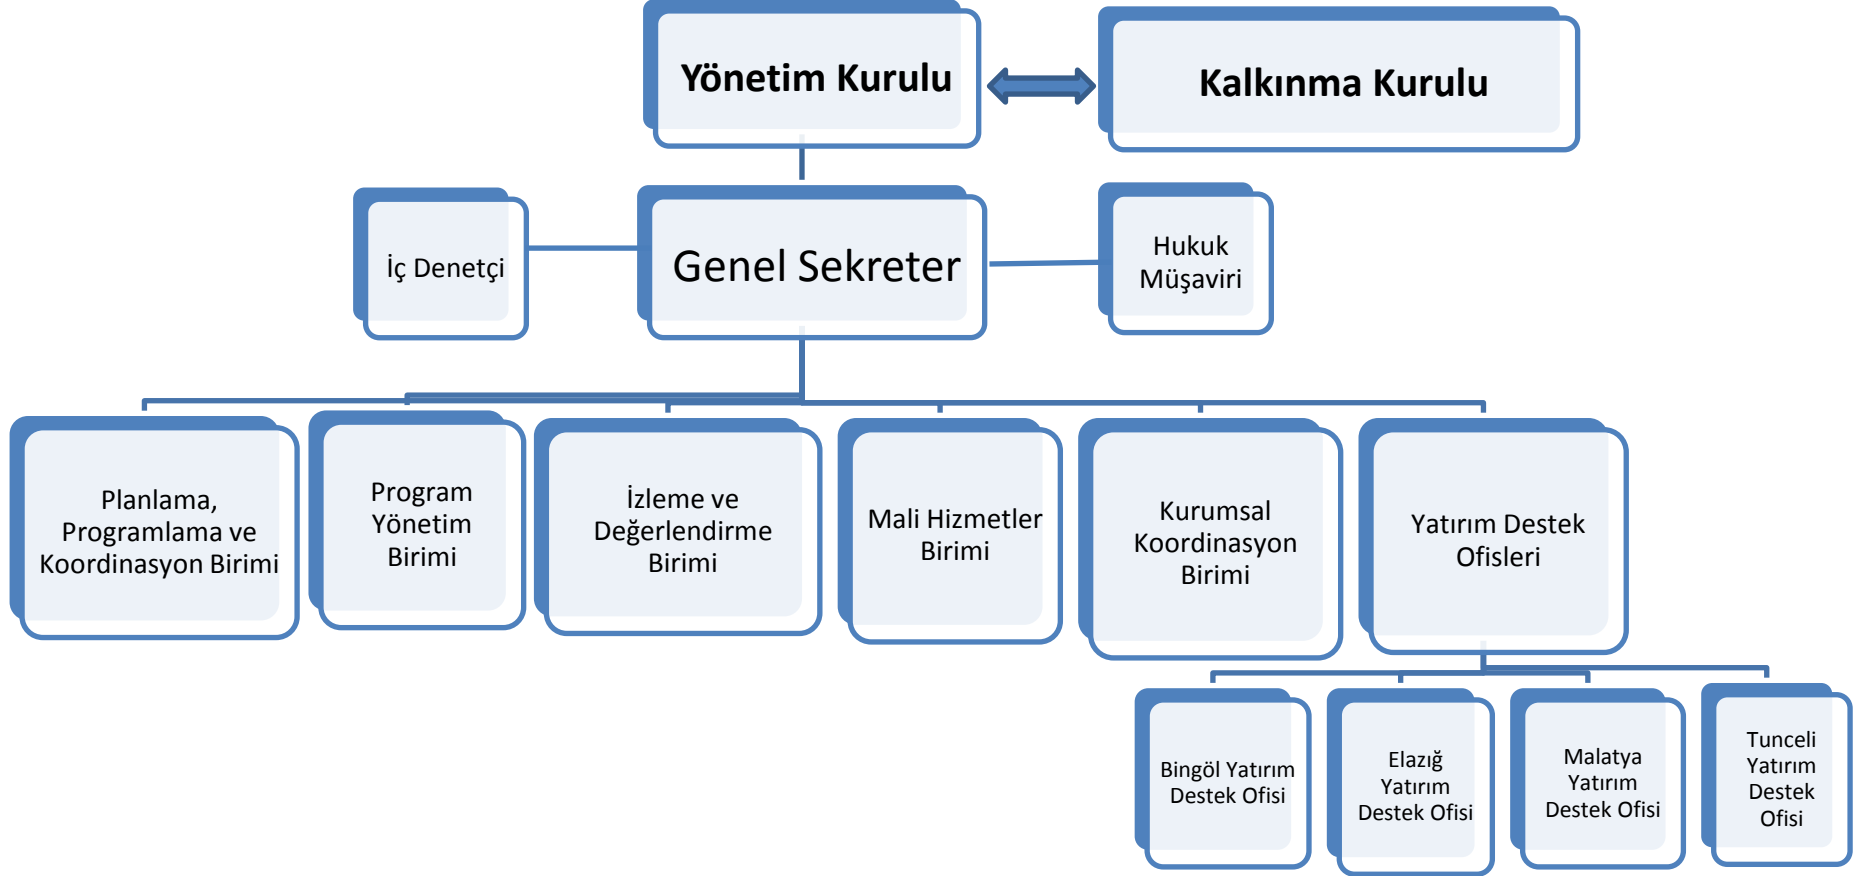 Yönetim Kurulu
Kalkınma Kurulu
İç Denetçi
Genel Sekreter
Hukuk
Müşaviri
Planlama,
Programlama ve
Koordinasyon Birimi
Program
Yönetim
Birimi
İzleme ve
Değerlendirme
Birimi
Mali Hizmetler
Birimi
Kurumsal
Koordinasyon
Birimi
Yatırım Destek
Ofisleri
Bingöl Yatırım
Destek Ofisi
Elazığ
Yatırım
Destek Ofisi
Malatya
Yatırım
Destek Ofisi
Tunceli
Yatırım
Destek
Ofisi